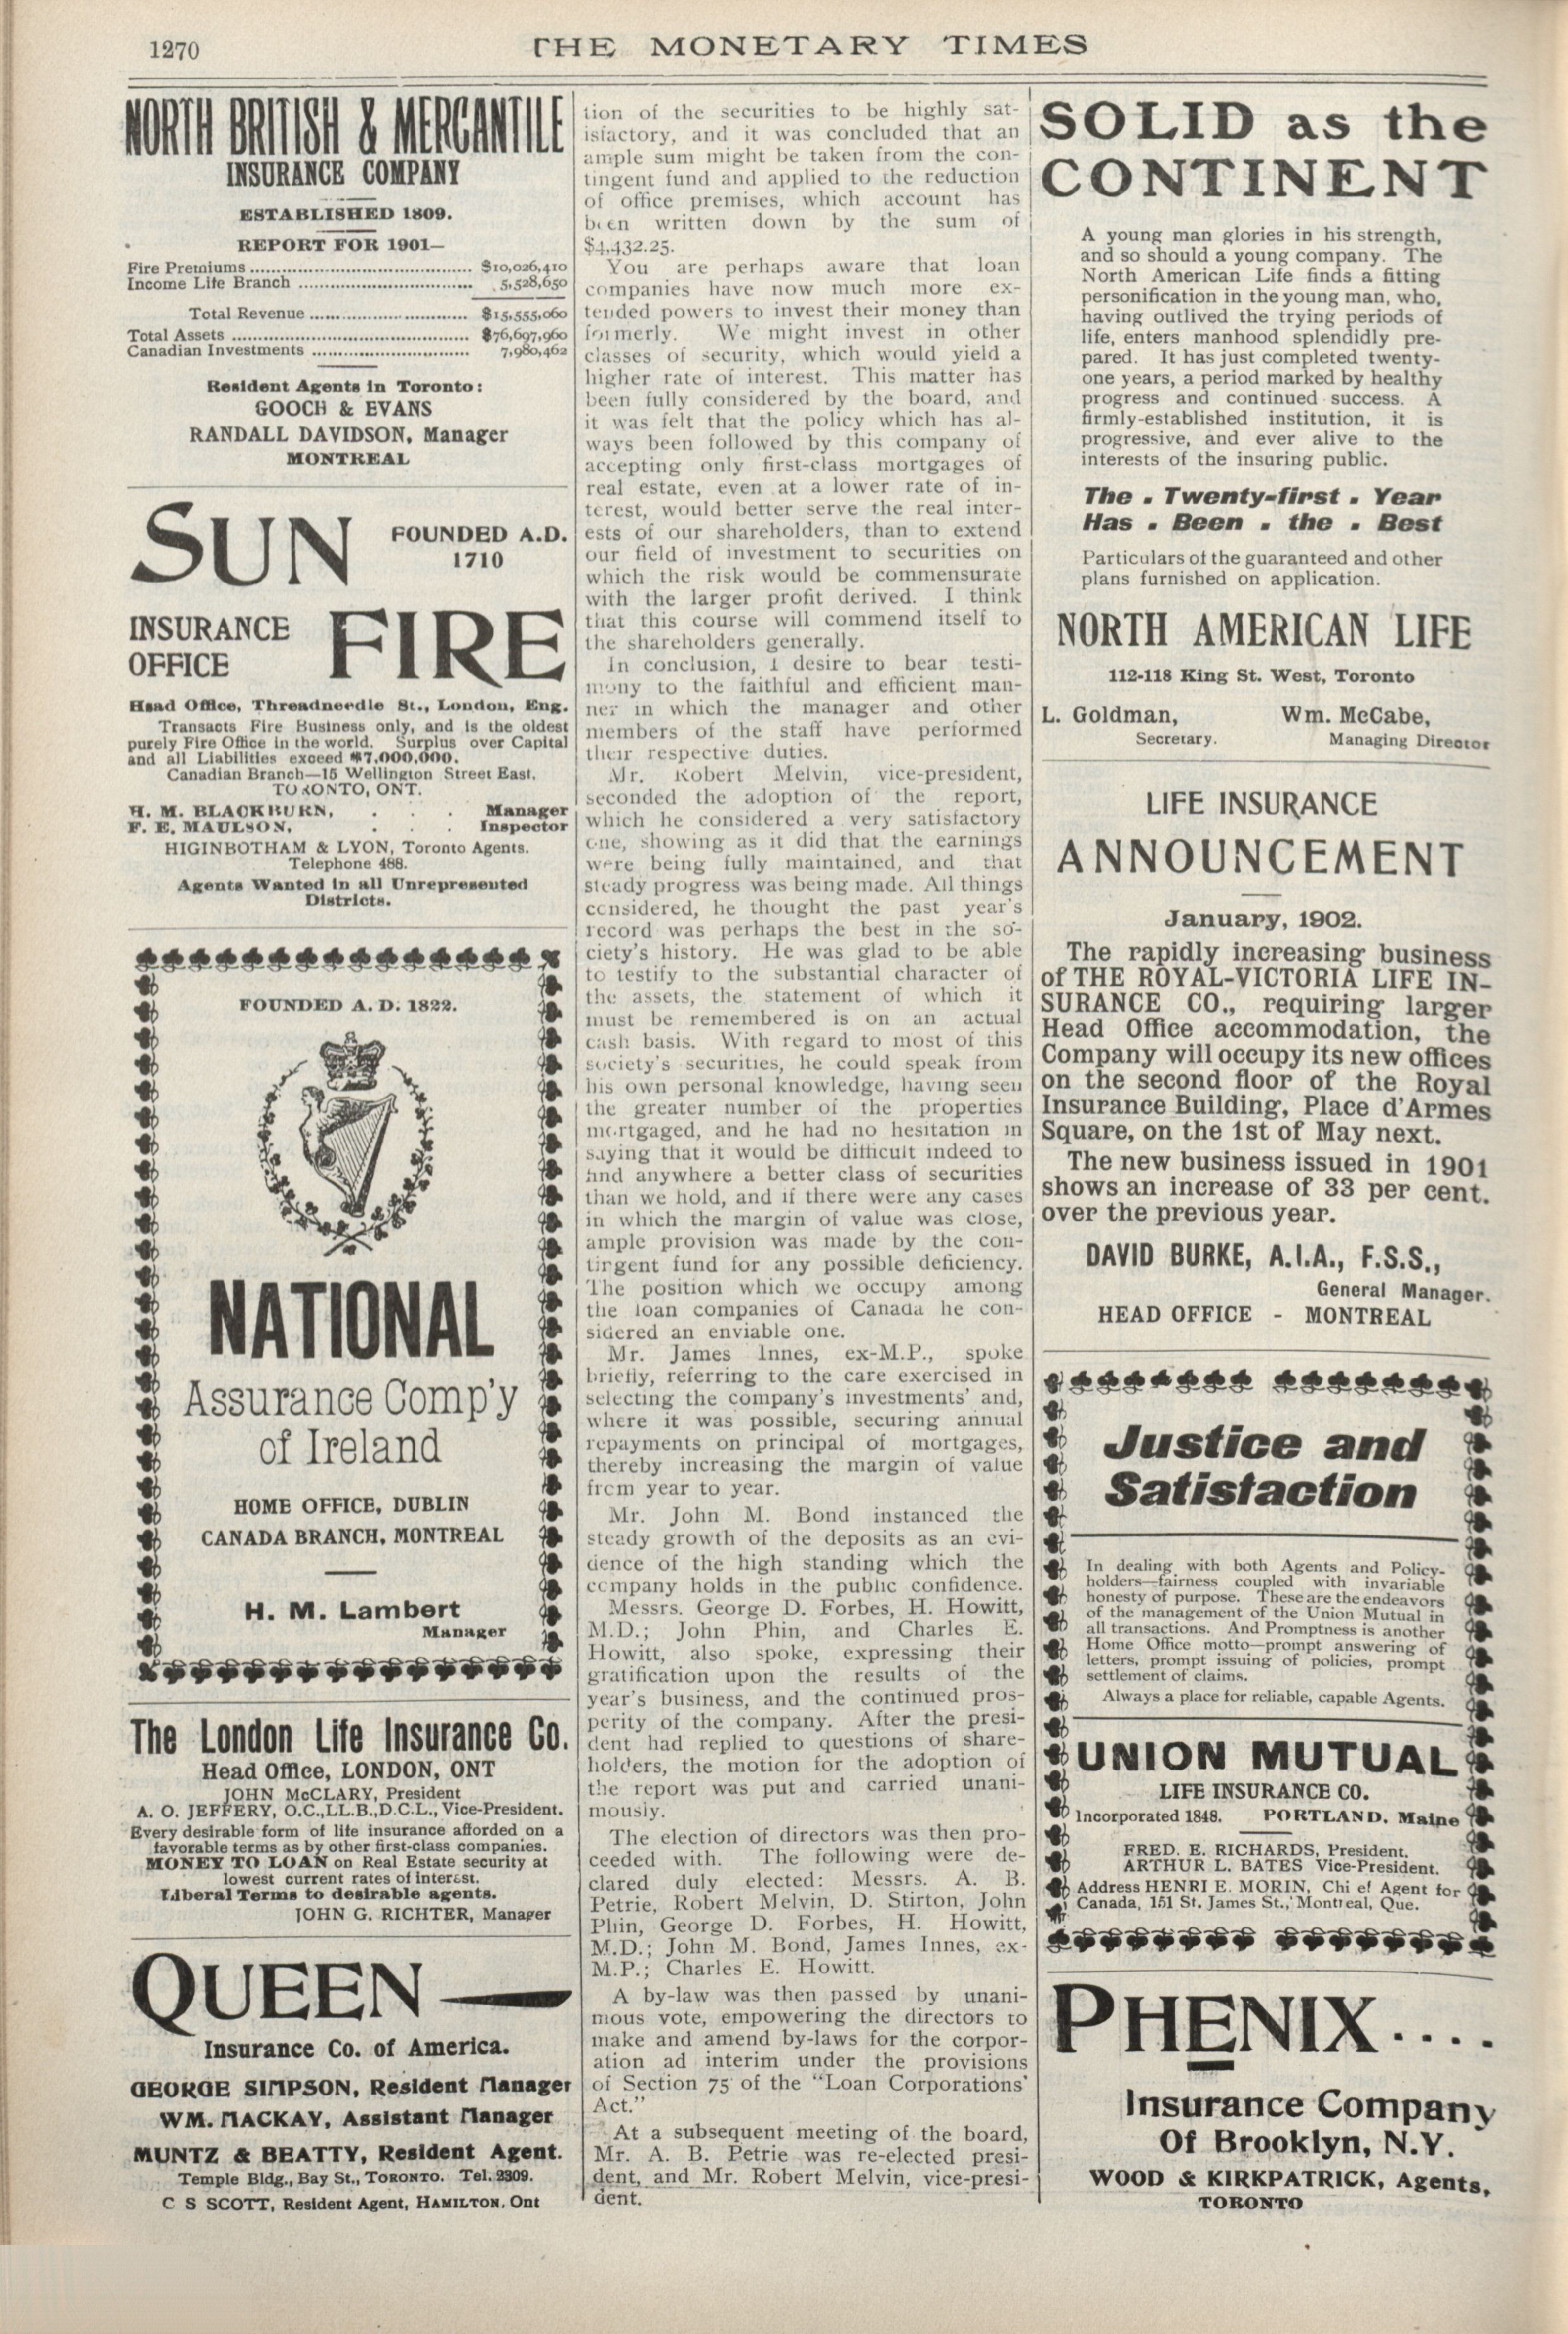 1270
THE MONETARY TIMES
NORTH BRITISH & MERCANTILE
INSURANCE COMPANY
ESTABLISHED 1809.
REPORT FOR 1901—
Fire Premiums ........ $10,026,410
Income Life Branch ........ 5,528,650
Total Revenue ........ $15,555,060
Total Assets ........ $76,697,960
Canadian Investments ........ 7,980,462
Resident Agents in Toronto:
GOOCH & EVANS
RANDALL DAVIDSON, Manager
MONTREAL
SUN FOUNDED A.D.
1710
INSURANCE
OFFICE FIRE
Head Office, Threadneedle St., London, Eng.
Transacts Fire Business only, and is the oldest
purely Fire Office in the world. Surplus over Capital
and all Liabilities exceed $7,000,000.
Canadian Branch—15 Wellington Street East,
TORONTO, ONT.
H. M. BLACKBURN, . . . Manager
F. E. MAULSON, . . . Inspector
HIGINBOTHAM & LYON, Toronto Agents.
Telephone 488.
Agents Wanted in all Unrepresented
Districts.
FOUNDED A. D. 1822.
NATIONAL
Assurance Comp'y
of Ireland
HOME OFFICE, DUBLIN
CANADA BRANCH, MONTREAL
H. M. Lambert
Manager
The London Life Insurance Co.
Head Office, LONDON, ONT
JOHN McCLARY, President
A. O. JEFFERY, O.C.,LL.B.,D.C.L., Vice-President.
Every desirable form of life insurance afforded on a
favorable terms as by other first-class companies.
MONEY TO LOAN on Real Estate security at
lowest current rates of interest.
Liberal Terms to desirable agents.
JOHN G. RICHTER, Manager
QUEEN
Insurance Co. of America.
GEORGE SIMPSON, Resident Manager
WM. MACKAY, Assistant Manager
MUNTZ & BEATTY, Resident Agent.
Temple Bldg., Bay St., TORONTO. Tel. 2309.
C S SCOTT, Resident Agent, HAMILTON. Ont
tion of the securities to be highly sat-
isfactory, and it was concluded that an
ample sum might be taken from the con-
tingent fund and applied to the reduction
of office premises, which account has
been written down by the sum of
$4,432.25.
You are perhaps aware that loan
companies have now much more ex-
tended powers to invest their money than
formerly. We might invest in other
classes of security, which would yield a
higher rate of interest. This matter has
been fully considered by the board, and
it was felt that the policy which has al-
ways been followed by this company of
accepting only first-class mortgages of
real estate, even at a lower rate of in-
terest, would better serve the real inter-
ests of our shareholders, than to extend
our field of investment to securities on
which the risk would be commensurate
with the larger profit derived. I think
that this course will commend itself to
the shareholders generally.
In conclusion, I desire to bear testi-
mony to the faithful and efficient man-
ner in which the manager and other
members of the staff have performed
their respective duties.
Mr. Robert Melvin, vice-president,
seconded the adoption of the report,
which he considered a very satisfactory
one, showing as it did that the earnings
were being fully maintained, and that
steady progress was being made. All things
considered, he thought the past year's
record was perhaps the best in the so-
ciety's history. He was glad to be able
to testify to the substantial character of
the assets, the statement of which it
must be remembered is on an actual
cash basis. With regard to most of this
society's securities, he could speak from
his own personal knowledge, having seen
the greater number of the properties
mortgaged, and he had no hesitation in
saying that it would be difficult indeed to
find anywhere a better class of securities
than we hold, and if there were any cases
in which the margin of value was close,
ample provision was made by the con-
tingent fund for any possible deficiency.
The position which we occupy among
the loan companies of Canada he con-
sidered an enviable one.
Mr. James Innes, ex-M.P., spoke
briefly, referring to the care exercised in
selecting the company's investments' and,
where it was possible, securing annual
repayments on principal of mortgages,
thereby increasing the margin of value
from year to year.
Mr. John M. Bond instanced the
steady growth of the deposits as an evi-
dence of the high standing which the
company holds in the public confidence.
Messrs. George D. Forbes, H. Howitt,
M.D.; John Phin, and Charles E.
Howitt, also spoke, expressing their
gratification upon the results of the
year's business, and the continued pros-
perity of the company. After the presi-
dent had replied to questions of share-
holders, the motion for the adoption of
the report was put and carried unani-
mously.
The election of directors was then pro-
ceeded with. The following were de-
clared duly elected: Messrs. A. B.
Petrie, Robert Melvin, D. Stirton, John
Phin, George D. Forbes, H. Howitt,
M.D.; John M. Bond, James Innes, ex-
M.P.; Charles E. Howitt.
A by-law was then passed by unani-
mous vote, empowering the directors to
make and amend by-laws for the corpor-
ation ad interim under the provisions
of Section 75 of the "Loan Corporations'
Act."
At a subsequent meeting of the board,
Mr. A. B. Petrie was re-elected presi-
dent, and Mr. Robert Melvin, vice-presi-
dent.
SOLID as the
CONTINENT
A young man glories in his strength,
and so should a young company. The
North American Life finds a fitting
personification in the young man, who,
having outlived the trying periods of
life, enters manhood splendidly pre-
pared. It has just completed twenty-
one years, a period marked by healthy
progress and continued success. A
firmly-established institution, it is
progressive, and ever alive to the
interests of the insuring public.
The . Twenty-first . Year
Has . Been . the . Best
Particulars of the guaranteed and other
plans furnished on application.
NORTH AMERICAN LIFE
112-118 King St. West, Toronto
L. Goldman, Wm. McCabe,
Secretary. Managing Director
LIFE INSURANCE
ANNOUNCEMENT
January, 1902.
The rapidly increasing business
of THE ROYAL-VICTORIA LIFE IN-
SURANCE CO., requiring larger
Head Office accommodation, the
Company will occupy its new offices
on the second floor of the Royal
Insurance Building, Place d'Armes
Square, on the 1st of May next.
The new business issued in 1901
shows an increase of 33 per cent.
over the previous year.
DAVID BURKE, A.I.A., F.S.S.,
General Manager.
HEAD OFFICE - MONTREAL
Justice and
Satisfaction
In dealing with both Agents and Policy-
holders—fairness coupled with invariable
honesty of purpose. These are the endeavors
of the management of the Union Mutual in
all transactions. And Promptness is another
Home Office motto—prompt answering of
letters, prompt issuing of policies, prompt
settlement of claims.
Always a place for reliable, capable Agents.
UNION MUTUAL
LIFE INSURANCE CO.
Incorporated 1848. PORTLAND, Maine
FRED. E. RICHARDS, President.
ARTHUR L. BATES Vice-President.
Address HENRI E. MORIN, Chief Agent for
Canada, 151 St. James St., Montreal, Que.
PHENIX....
Insurance Company
Of Brooklyn, N.Y.
WOOD & KIRKPATRICK, Agents,
TORONTO